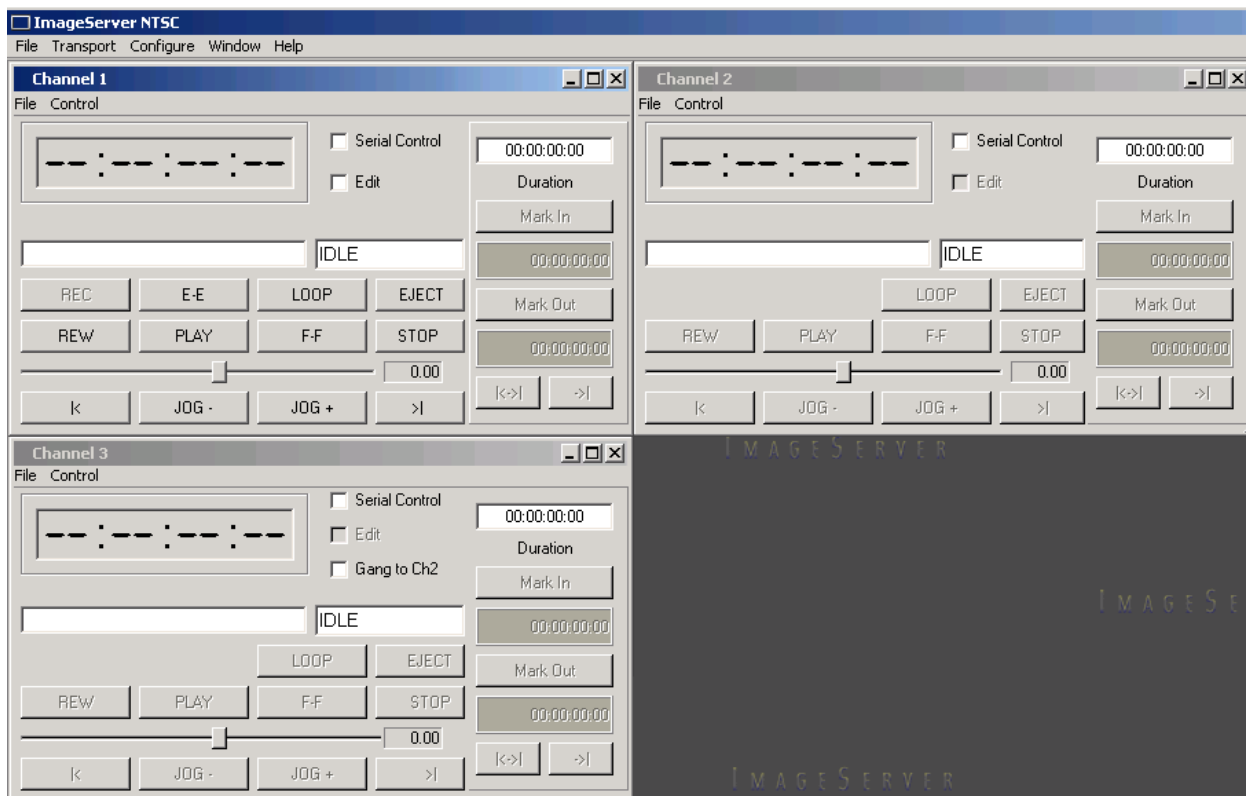 ImageServer NTSC
File Transport Configure Window Help
Channel 1
File Control
--:--:--:--
Serial Control
Edit
00:00:00:00
Duration
Mark In
IDLE
00:00:00:00
REC E-E LOOP EJECT
Mark Out
REW PLAY F-F STOP
00:00:00:00
0.00
|<->| ->|
|< JOG - JOG + >|
Channel 2
File Control
--:--:--:--
Serial Control
Edit
00:00:00:00
Duration
Mark In
IDLE
00:00:00:00
LOOP EJECT
Mark Out
REW PLAY F-F STOP
00:00:00:00
0.00
|<->| ->|
|< JOG - JOG + >|
Channel 3
File Control
--:--:--:--
Serial Control
Edit
Gang to Ch2
00:00:00:00
Duration
Mark In
IDLE
00:00:00:00
LOOP EJECT
Mark Out
REW PLAY F-F STOP
00:00:00:00
0.00
|<->| ->|
|< JOG - JOG + >|
IMAGESERVER
IMAGESE
IMAGESERVER